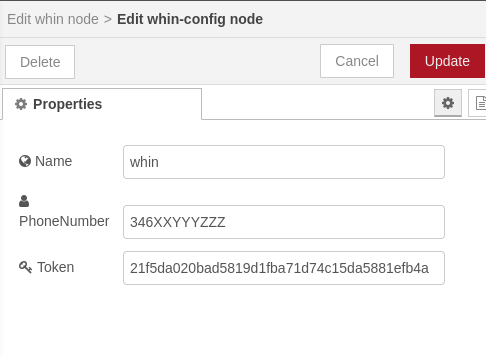 Edit whin node > Edit whin-config node
Delete
Cancel
Update
Properties
Name
whin
PhoneNumber
346XXYYYZZZ
Token
21f5da020bad5819d1fba71d74c15da5881efb4a